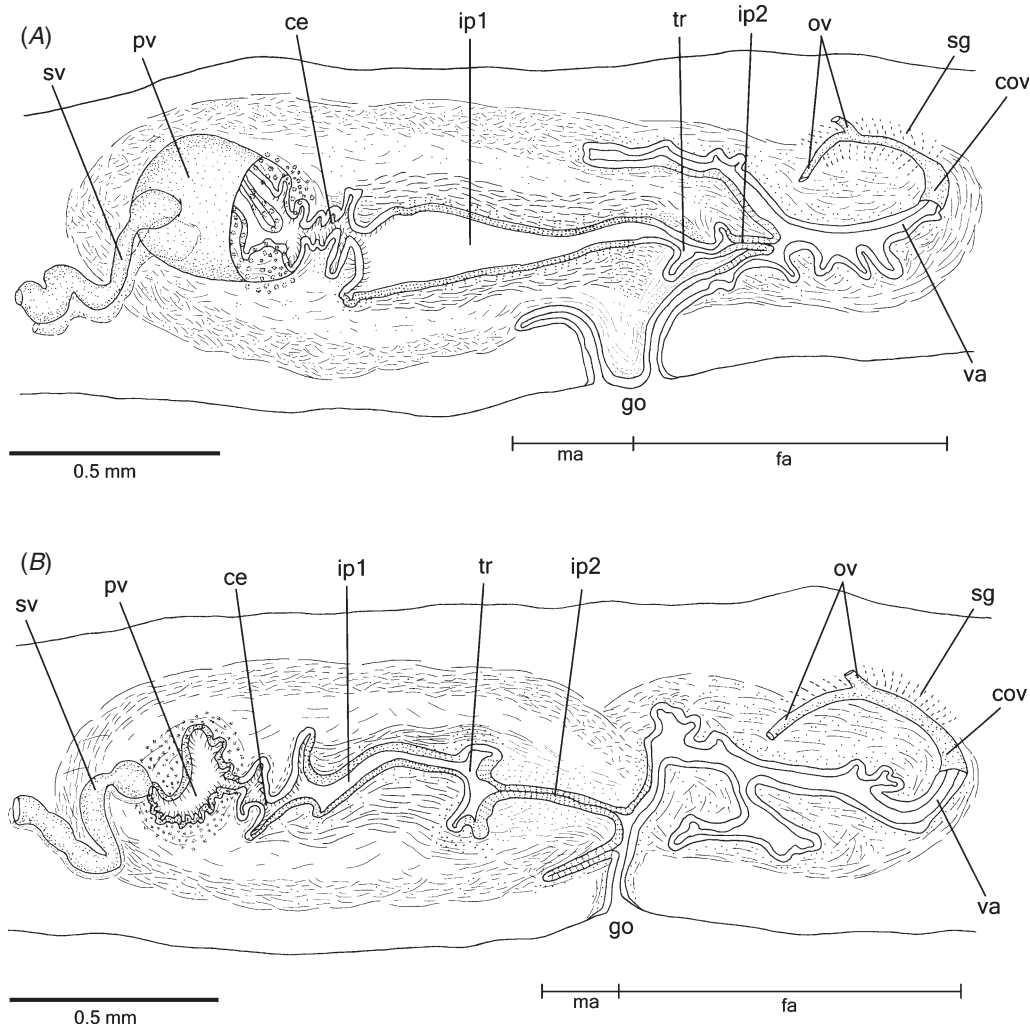 (A)
sv
pv
ce
ip1
tr
ip2
ov
sg
cov
va
go
0.5 mm
ma
fa
(B)
sv
pv
ce
ip1
tr
ip2
ov
sg
cov
va
go
0.5 mm
ma
fa